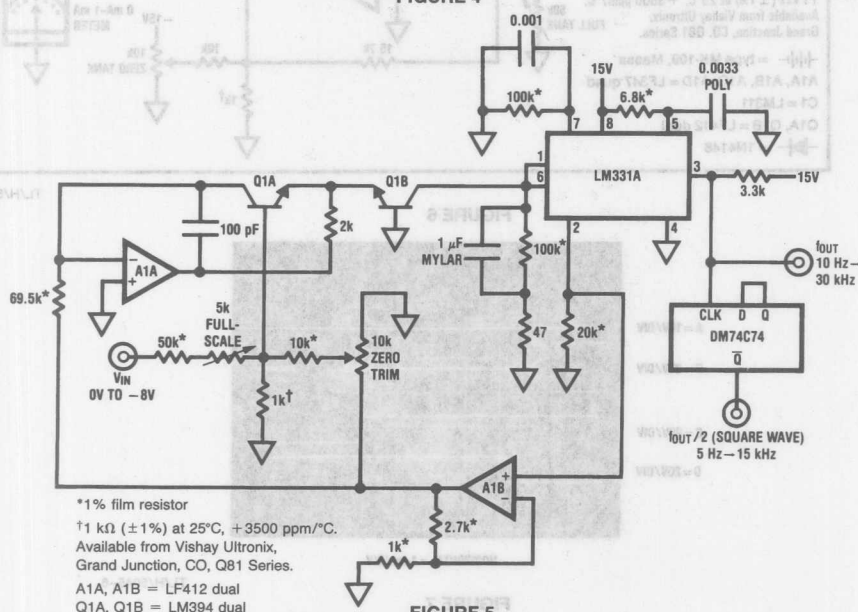 FIGURE 4
0.001
100k*
15V
6.8k*
0.0033
POLY
7
8
5
1
6
LM331A
3
2
4
3.3k
15V
fOUT
10 Hz–
30 kHz
Q1A
Q1B
100 pF
2k
A1A
−
+
69.5k*
1 µF
MYLAR
100k*
47
20k*
CLK
D
Q
DM74C74
Q̅
fOUT/2 (SQUARE WAVE)
5 Hz–15 kHz
5k
FULL-
SCALE
50k*
10k*
10k
ZERO
TRIM
VIN
0V TO −8V
1k†
A1B
+
−
2.7k*
1k*
*1% film resistor
†1 kΩ (±1%) at 25°C, +3500 ppm/°C.
Available from Vishay Ultronix,
Grand Junction, CO, Q81 Series.
A1A, A1B = LF412 dual
Q1A, Q1B = LM394 dual
FIGURE 5